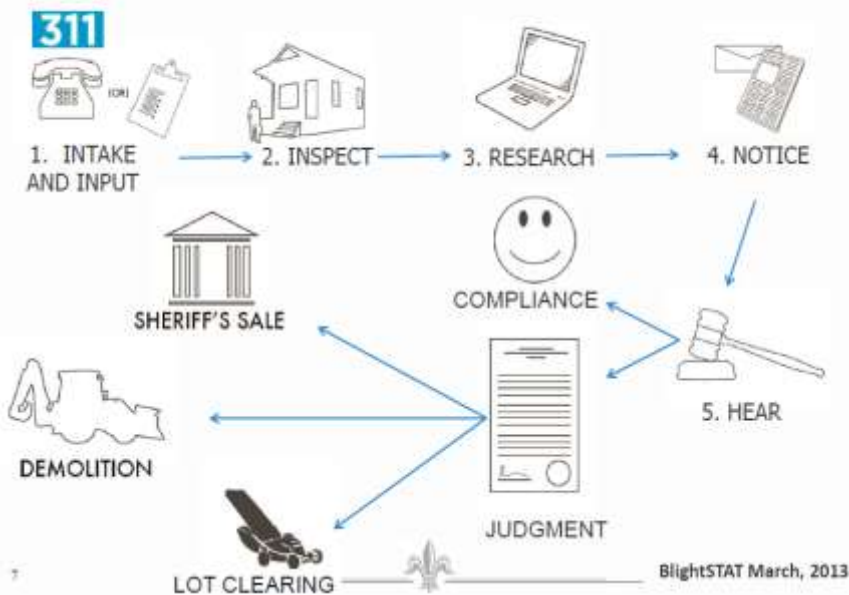 311
(OR)
1. INTAKE
AND INPUT
2. INSPECT
3. RESEARCH
4. NOTICE
SHERIFF'S SALE
COMPLIANCE
5. HEAR
DEMOLITION
JUDGMENT
LOT CLEARING
7
BlightSTAT March, 2013